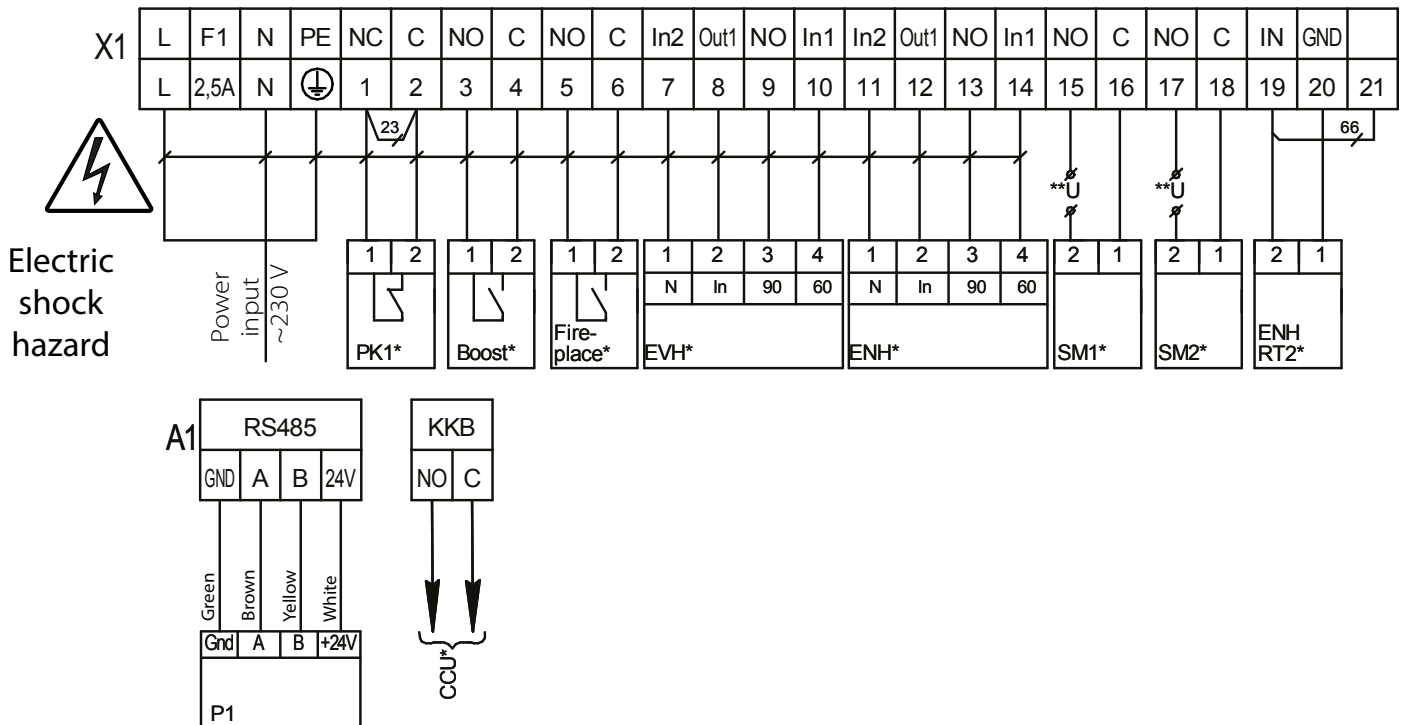 X1 L F1 N PE NC C NO C NO C In2 Out1 NO In1 In2 Out1 NO In1 NO C NO C IN GND
L 2,5A N 1 2 3 4 5 6 7 8 9 10 11 12 13 14 15 16 17 18 19 20 21
23 66
**U **U
Electric
shock
hazard
Power
input
~230 V
1 2 1 2 1 2 1 2 3 4 1 2 3 4 2 1 2 1 2 1
N In 90 60 N In 90 60
PK1*
Boost*
Fire-
place*
EVH*
ENH*
SM1*
SM2*
ENH
RT2*
A1 RS485
GND A B 24V
Green
Brown
Yellow
White
Gnd A B +24V
P1
KKB
NO C
CCU*